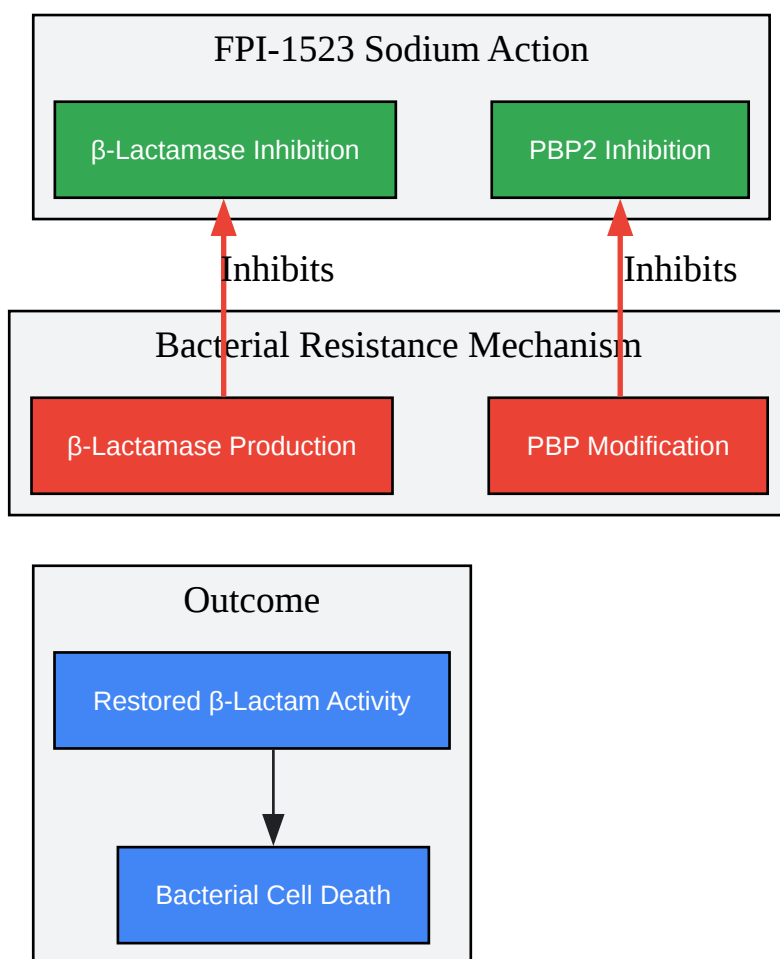 FPI-1523 Sodium Action
β-Lactamase Inhibition
PBP2 Inhibition
Inhibits
Inhibits
Bacterial Resistance Mechanism
β-Lactamase Production
PBP Modification
Outcome
Restored β-Lactam Activity
Bacterial Cell Death